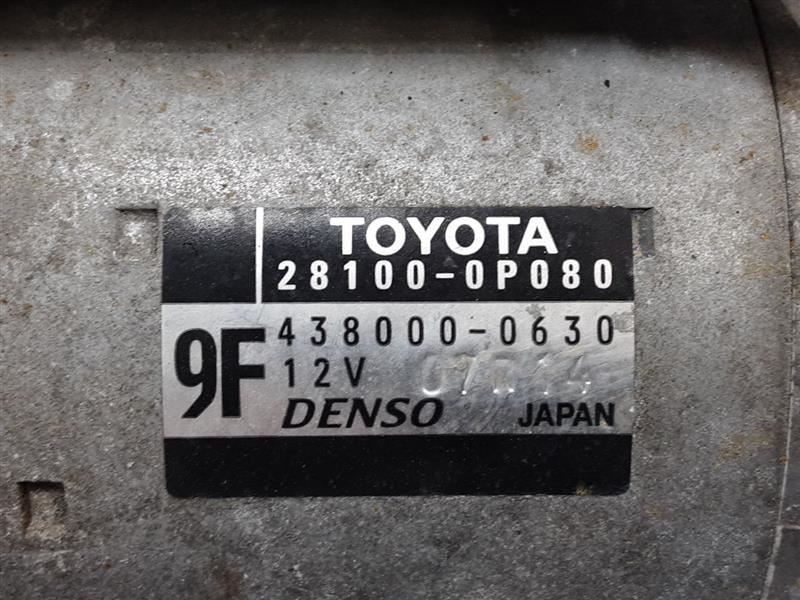 TOYOTA
28100-0P080
9F
438000-0630
12V
DENSO JAPAN